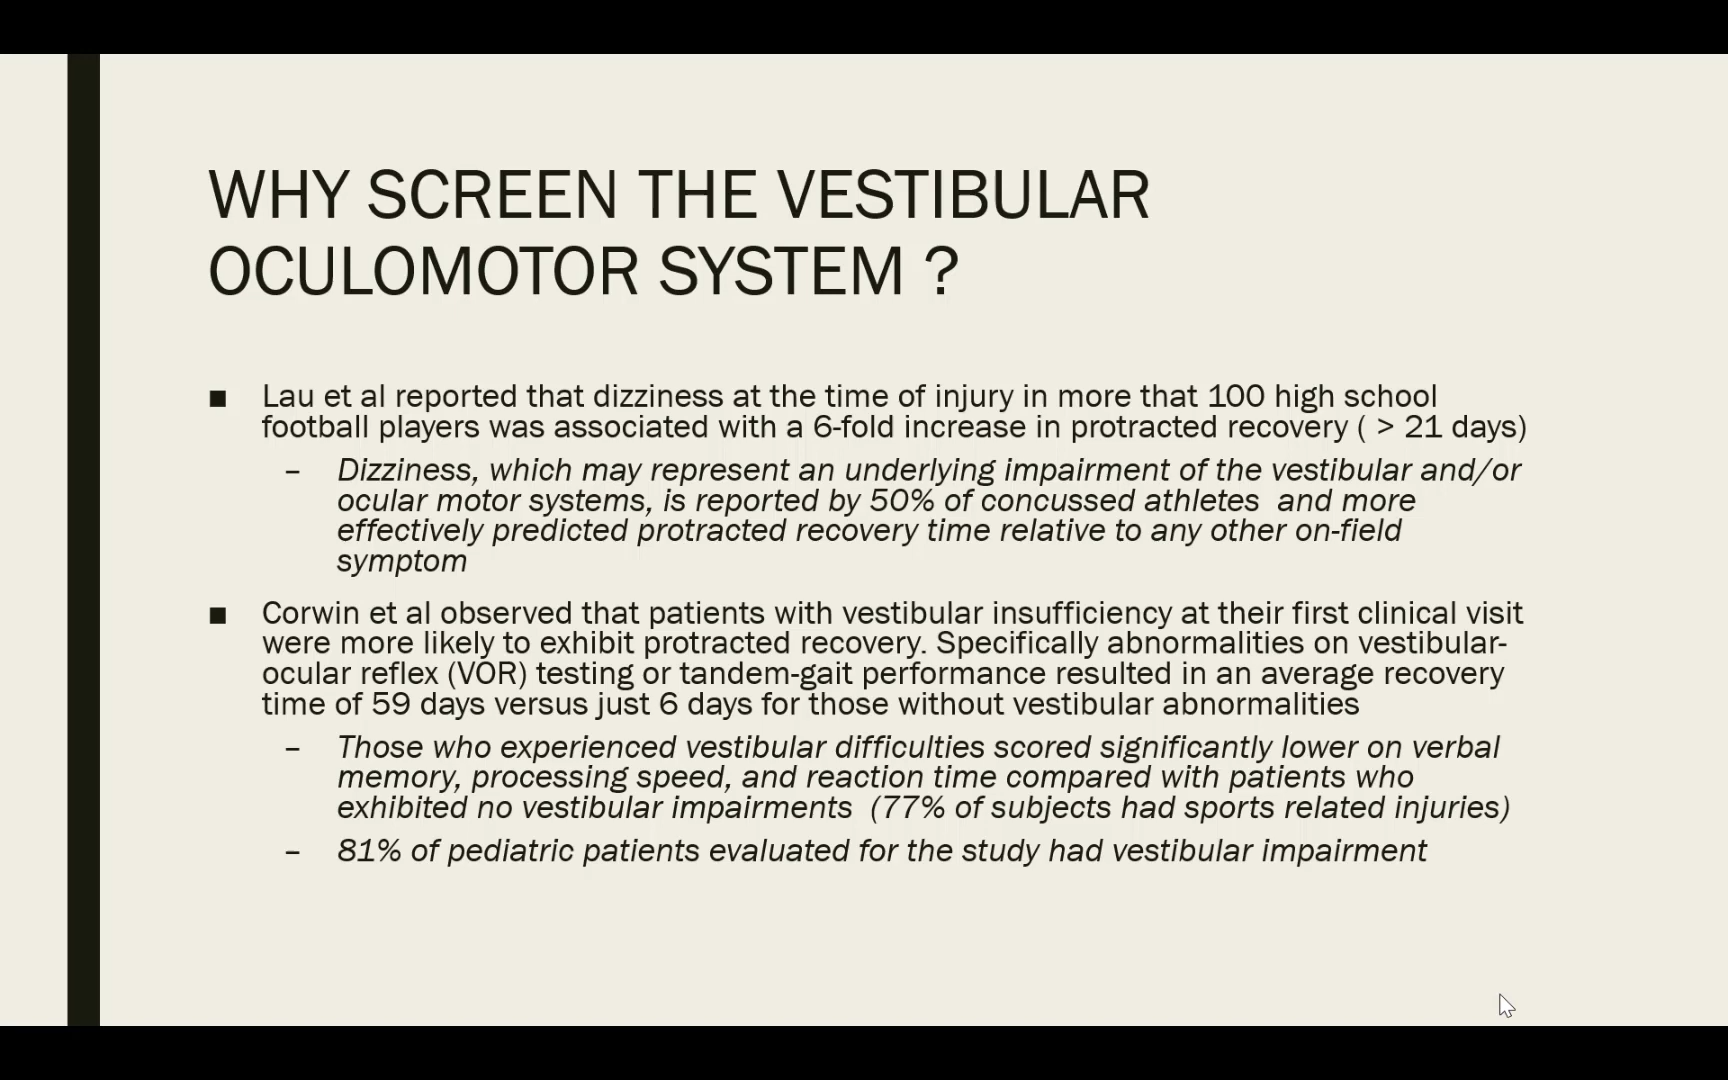 WHY SCREEN THE VESTIBULAR
OCULOMOTOR SYSTEM ?
■ Lau et al reported that dizziness at the time of injury in more that 100 high school
football players was associated with a 6-fold increase in protracted recovery ( > 21 days)
– Dizziness, which may represent an underlying impairment of the vestibular and/or
ocular motor systems, is reported by 50% of concussed athletes  and more
effectively predicted protracted recovery time relative to any other on-field
symptom
■ Corwin et al observed that patients with vestibular insufficiency at their first clinical visit
were more likely to exhibit protracted recovery. Specifically abnormalities on vestibular-
ocular reflex (VOR) testing or tandem-gait performance resulted in an average recovery
time of 59 days versus just 6 days for those without vestibular abnormalities
– Those who experienced vestibular difficulties scored significantly lower on verbal
memory, processing speed, and reaction time compared with patients who
exhibited no vestibular impairments  (77% of subjects had sports related injuries)
– 81% of pediatric patients evaluated for the study had vestibular impairment